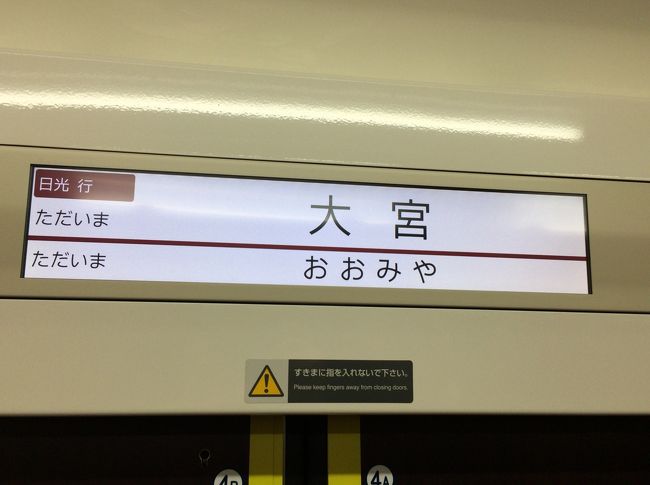 日光 行
ただいま 大宮
ただいま おおみや
すきまに指を入れないで下さい。
Please keep fingers away from closing doors.
4B
4A